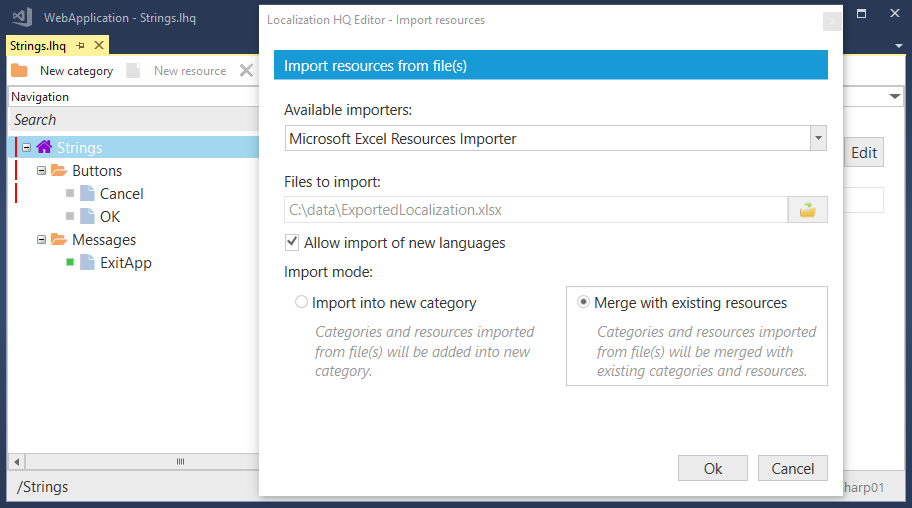 WebApplication - Strings.lhq
Strings.lhq
New category
New resource
Navigation
Search
Strings
Buttons
Cancel
OK
Messages
ExitApp
/Strings
Localization HQ Editor - Import resources
Import resources from file(s)
Available importers:
Microsoft Excel Resources Importer
Files to import:
C:\data\ExportedLocalization.xlsx
Allow import of new languages
Import mode:
Import into new category
Categories and resources imported
from file(s) will be added into new
category.
Merge with existing resources
Categories and resources imported
from file(s) will be merged with
existing categories and resources.
Ok
Cancel
Edit
harp01